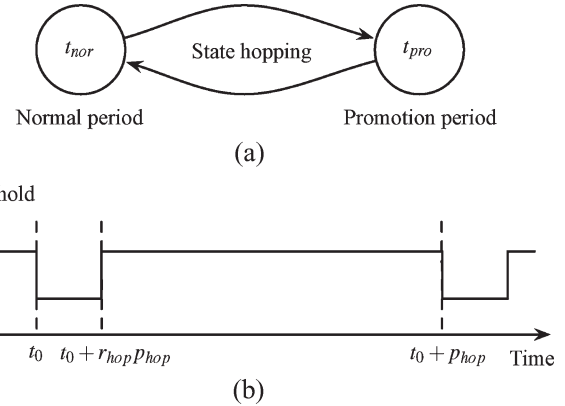 t_nor State hopping t_pro
Normal period Promotion period
(a)
hold
t_0 t_0 + r_hop p_hop t_0 + p_hop Time
(b)